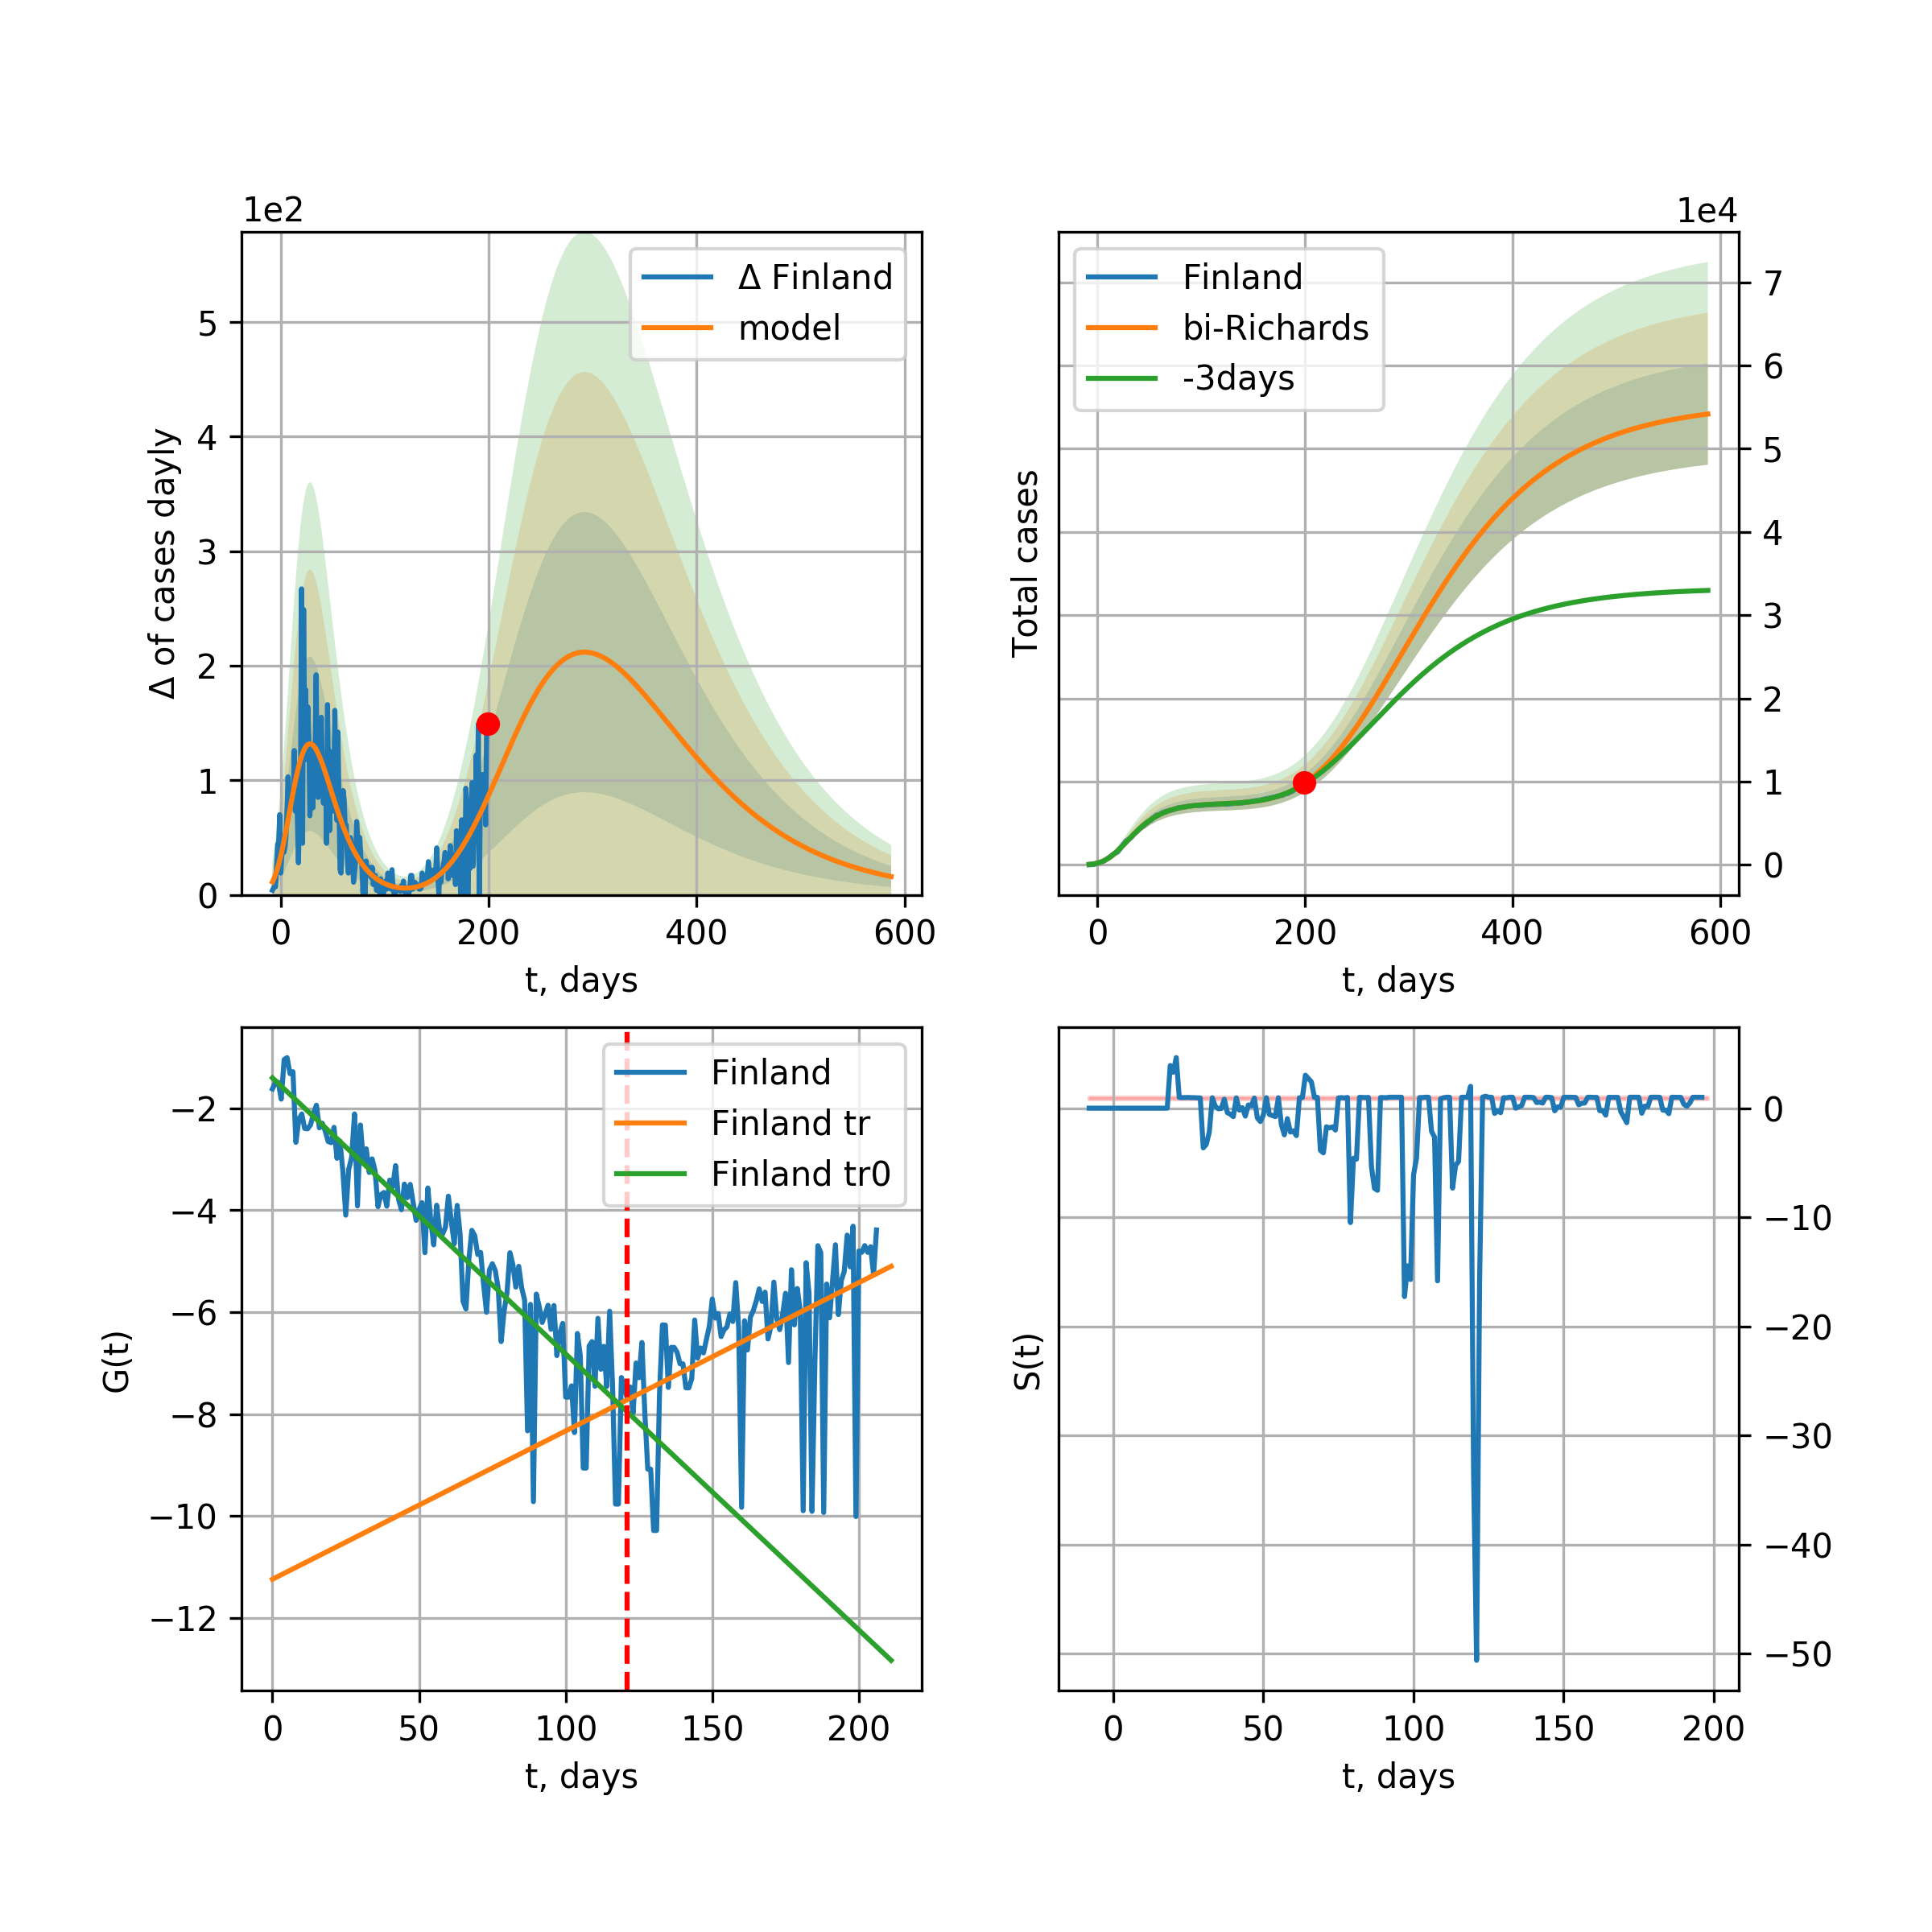 1e2
Δ of cases dayly
5
4
3
2
1
0
0 200 400 600
t, days
Δ Finland
model
1e4
Total cases
7
6
5
4
3
2
1
0
0 200 400 600
t, days
Finland
bi-Richards
-3days
G(t)
−2
−4
−6
−8
−10
−12
0 50 100 150 200
t, days
Finland
Finland tr
Finland tr0
S(t)
0
−10
−20
−30
−40
−50
0 50 100 150 200
t, days